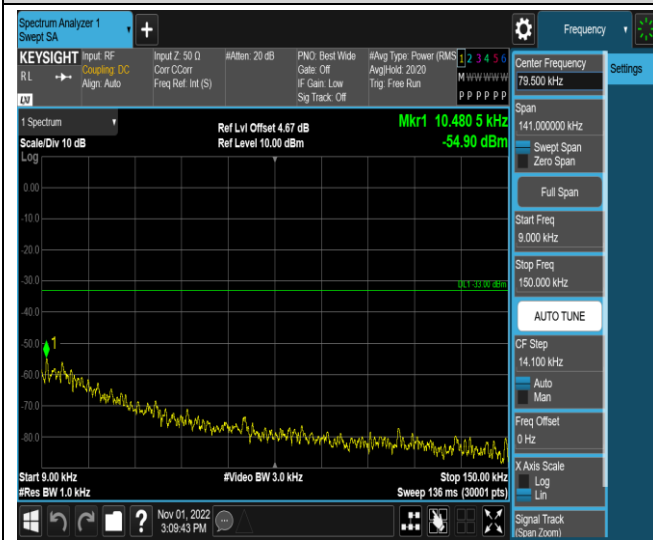 Spectrum Analyzer 1
Swept SA
+
Frequency
KEYSIGHT
RL
LXI
Input: RF
Coupling: DC
Align: Auto
Input Z: 50 Ω
Corr CCorr
Freq Ref: Int (S)
#Atten: 20 dB
PNO: Best Wide
Gate: Off
IF Gain: Low
Sig Track: Off
#Avg Type: Power (RMS
Avg|Hold: 20/20
Trig: Free Run
1 2 3 4 5 6
M W W W W W
P P P P P P
1 Spectrum
Scale/Div 10 dB
Ref Lvl Offset 4.67 dB
Ref Level 10.00 dBm
Mkr1 10.480 5 kHz
-54.90 dBm
Log
0.00
-10.0
-20.0
-30.0
DL1 -33.00 dBm
-40.0
-50.0
1
-60.0
-70.0
-80.0
Start 9.00 kHz
#Res BW 1.0 kHz
#Video BW 3.0 kHz
Stop 150.00 kHz
Sweep 136 ms (30001 pts)
?
Nov 01, 2022
3:09:43 PM
Center Frequency
79.500 kHz
Settings
Span
141.000000 kHz
Swept Span
Zero Span
Full Span
Start Freq
9.000 kHz
Stop Freq
150.000 kHz
AUTO TUNE
CF Step
14.100 kHz
Auto
Man
Freq Offset
0 Hz
X Axis Scale
Log
Lin
Signal Track
(Span Zoom)